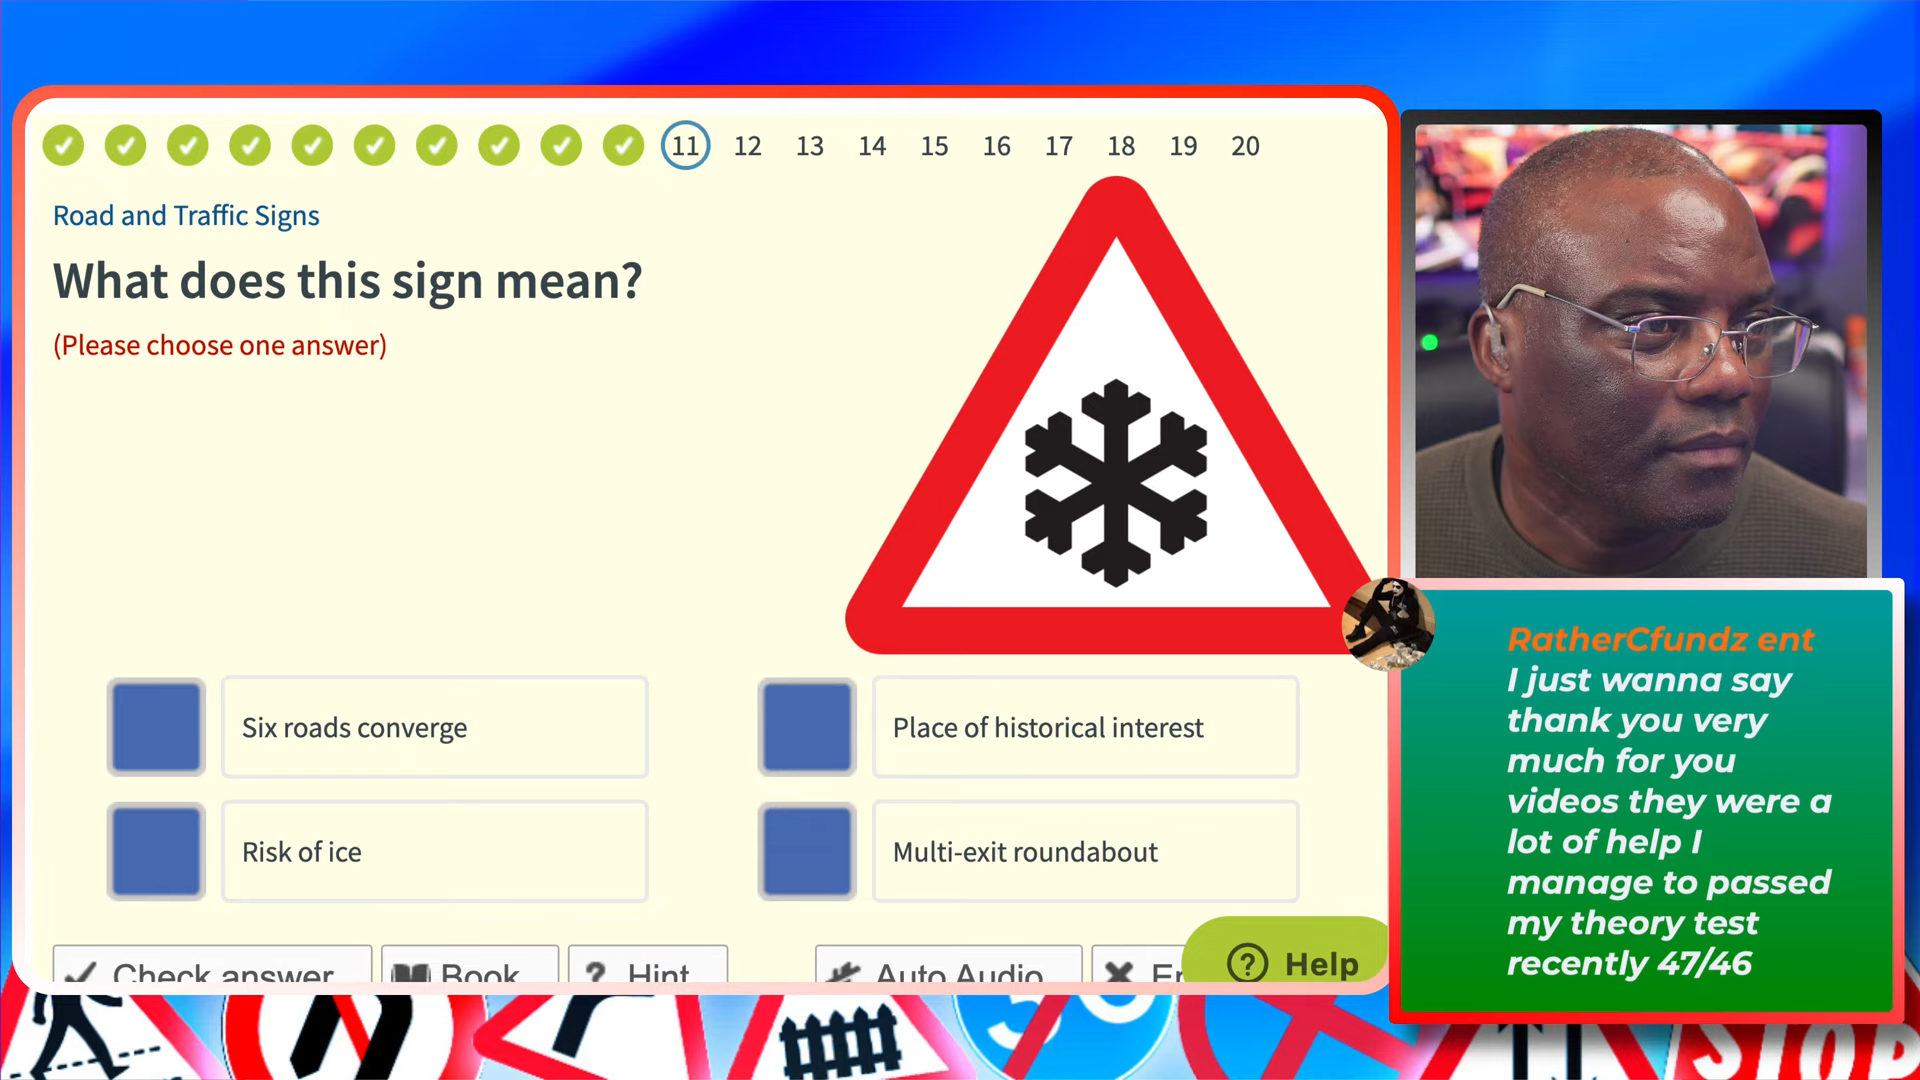 11 12 13 14 15 16 17 18 19 20
Road and Traffic Signs
What does this sign mean?
(Please choose one answer)
Six roads converge
Place of historical interest
Risk of ice
Multi-exit roundabout
Check answer
Book
? Hint
Auto Audio
? Help
RatherCfundz ent
I just wanna say
thank you very
much for you
videos they were a
lot of help I
manage to passed
my theory test
recently 47/46
STOP